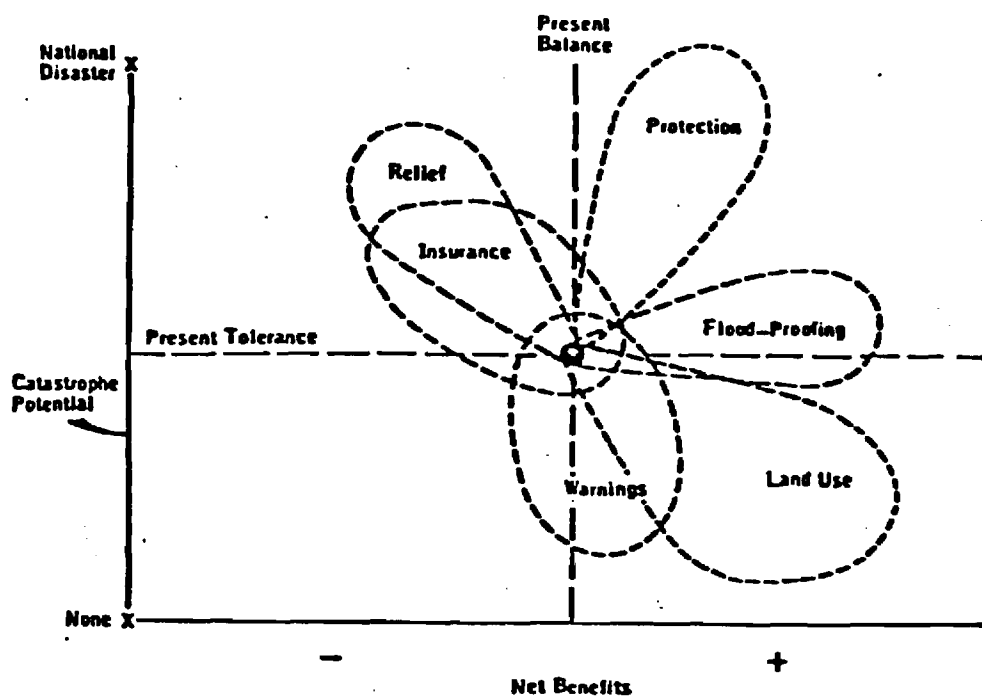 Present
Balance
National
Disaster
Protection
Relief
Insurance
Present Tolerance
Flood-Proofing
Catastrophe
Potential
Land Use
Warnings
None
− +
Net Benefits